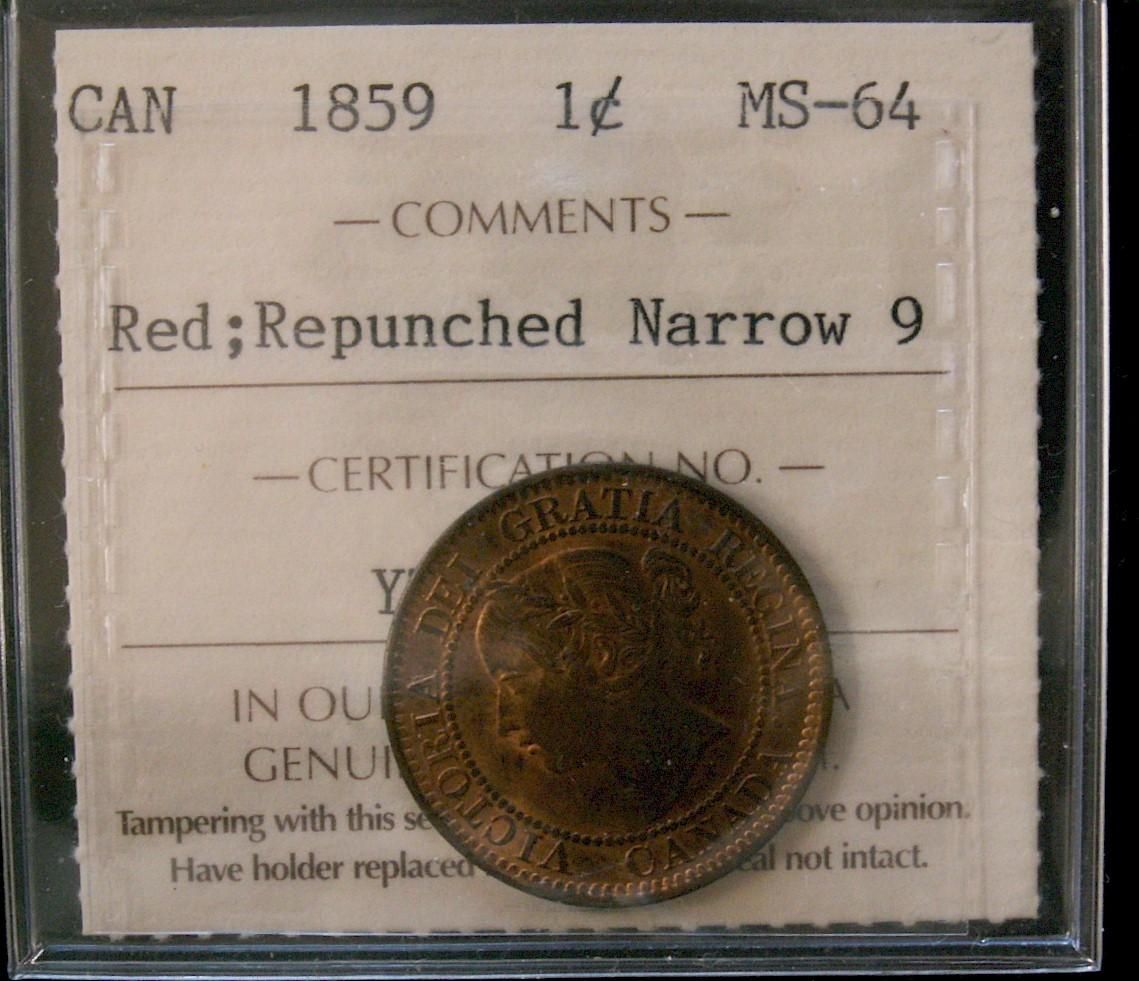 CAN 1859 1¢ MS-64
— COMMENTS —
Red;Repunched Narrow 9
— CERTIFICATION NO. —
IN OU
GENUI
Tampering with this se ove opinion.
Have holder replaced eal not intact.
VICTORIA DEI GRATIA REGINA. CANADA